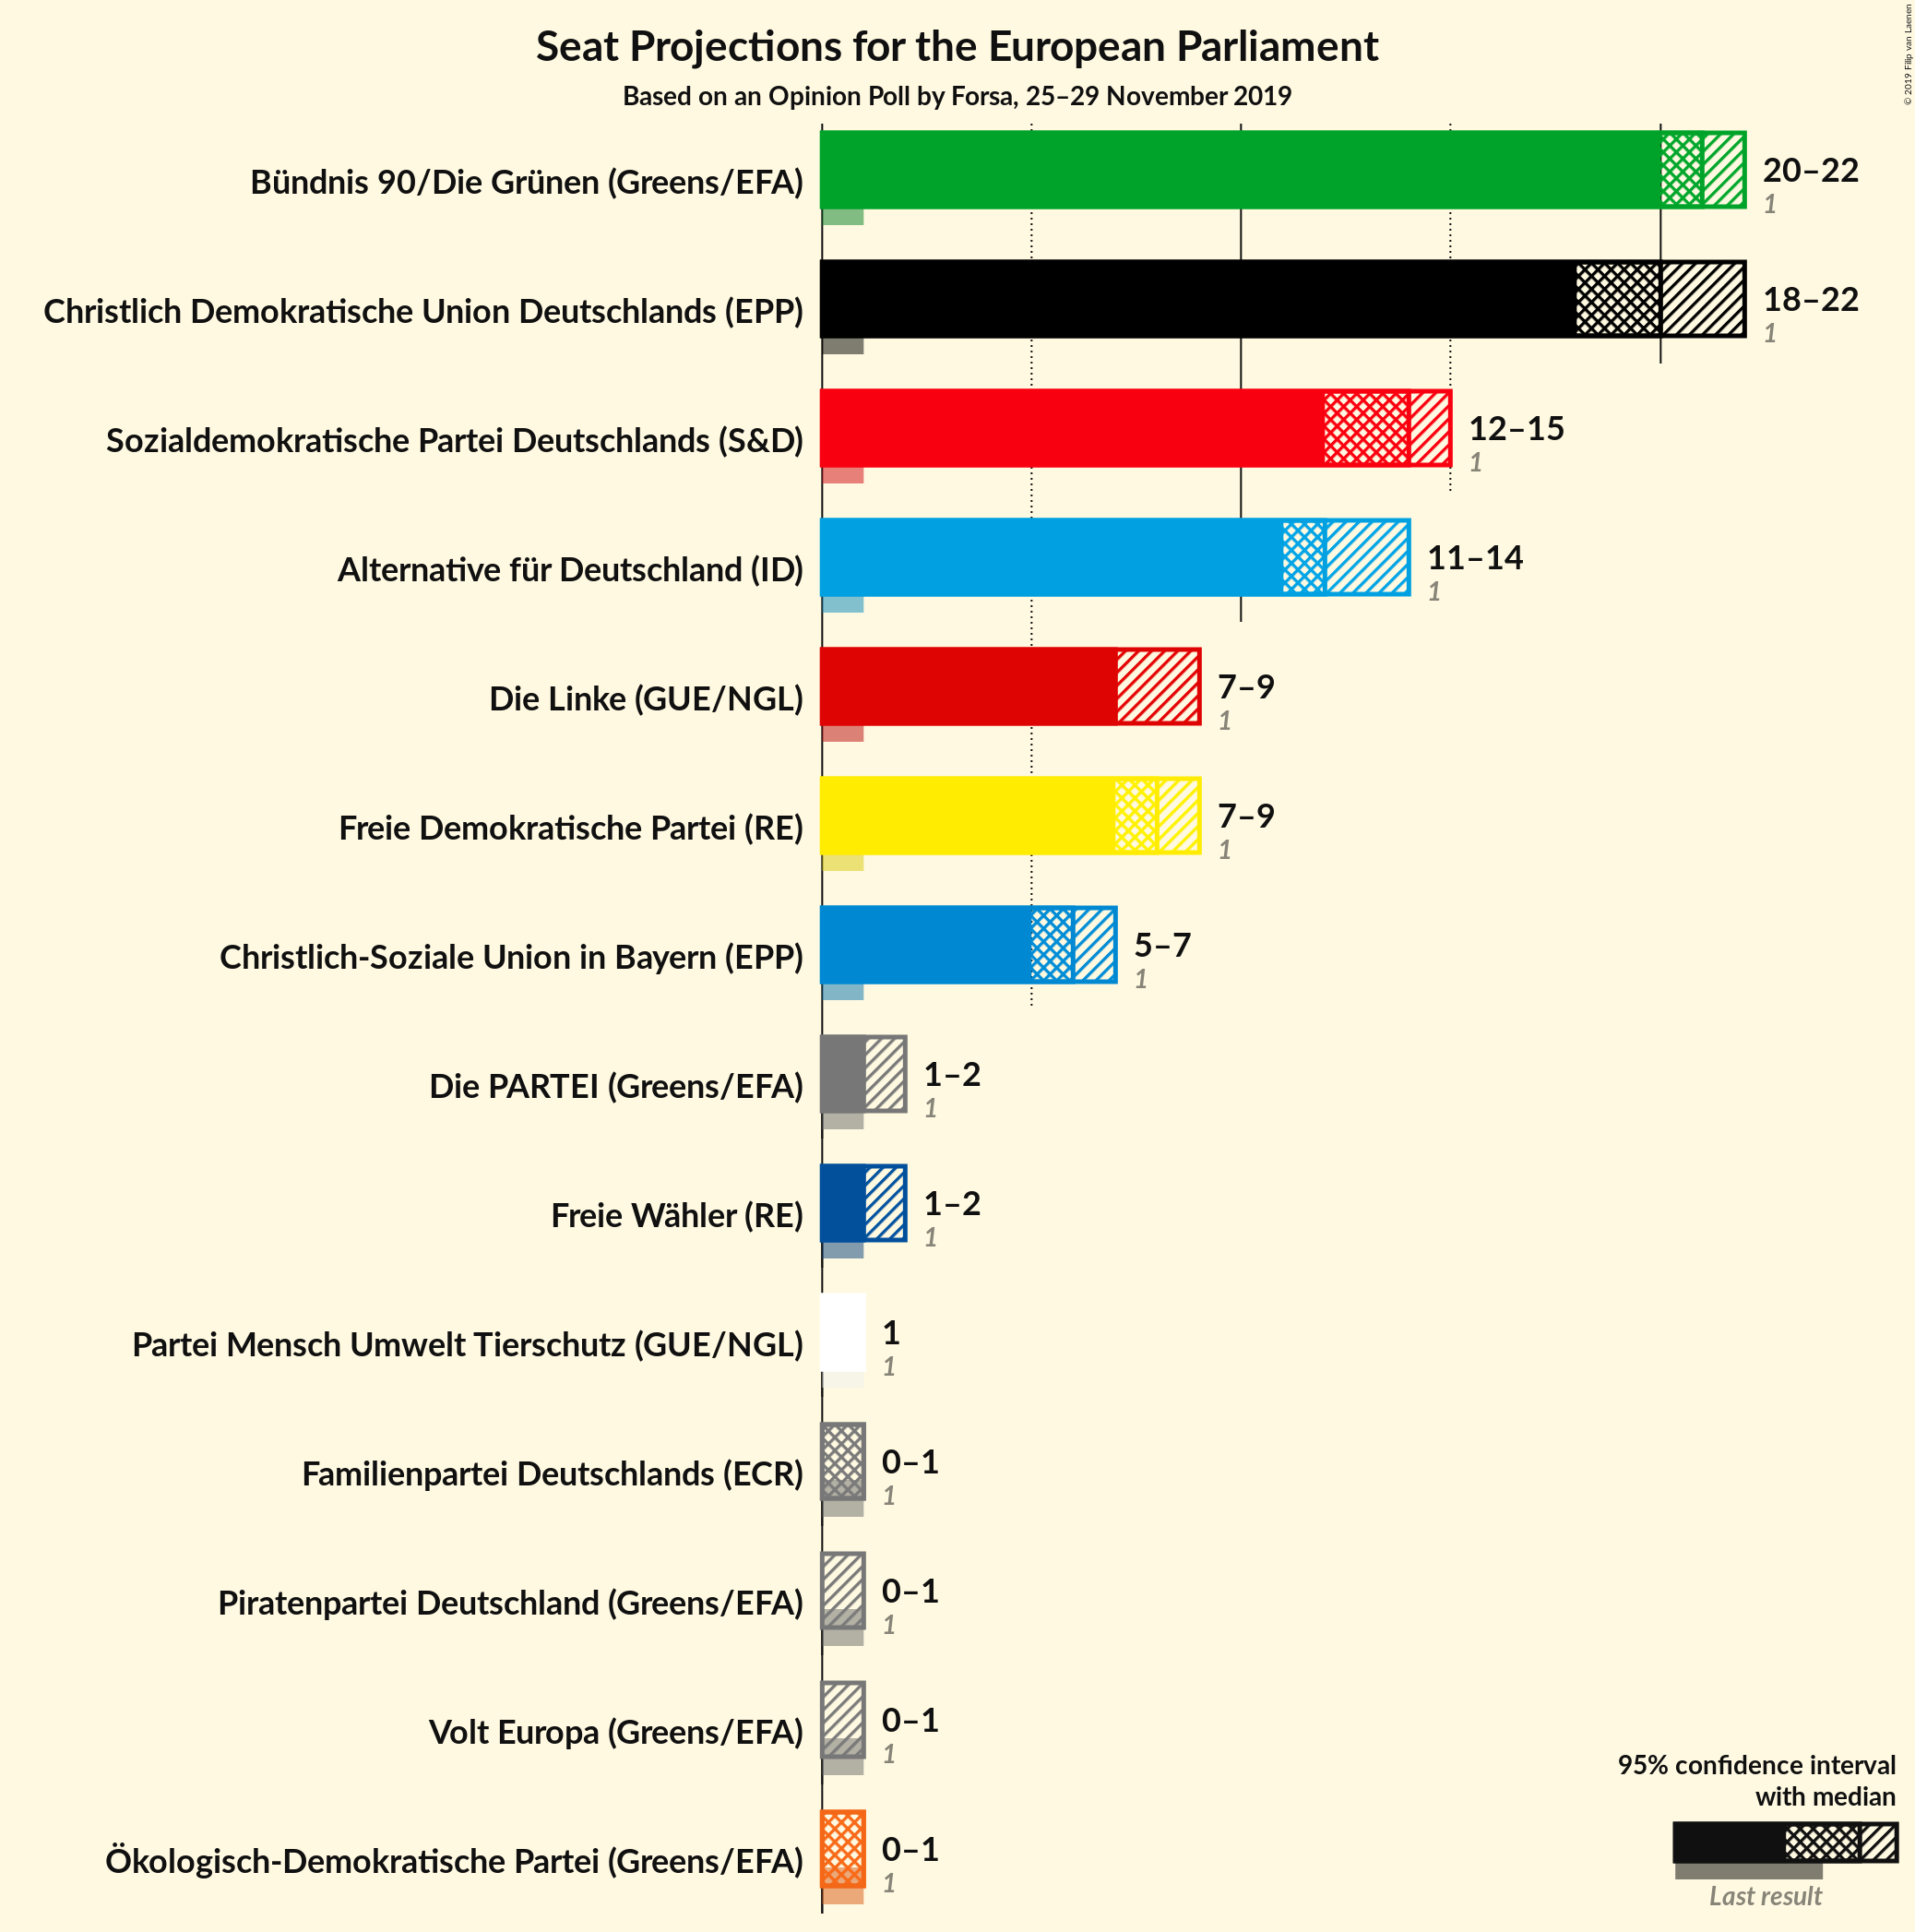 Seat Projections for the European Parliament
Based on an Opinion Poll by Forsa, 25–29 November 2019
© 2019 Filip van Laenen
Bündnis 90/Die Grünen (Greens/EFA)
20–22
1
Christlich Demokratische Union Deutschlands (EPP)
18–22
1
Sozialdemokratische Partei Deutschlands (S&D)
12–15
1
Alternative für Deutschland (ID)
11–14
1
Die Linke (GUE/NGL)
7–9
1
Freie Demokratische Partei (RE)
7–9
1
Christlich-Soziale Union in Bayern (EPP)
5–7
1
Die PARTEI (Greens/EFA)
1–2
1
Freie Wähler (RE)
1–2
1
Partei Mensch Umwelt Tierschutz (GUE/NGL)
1
1
Familienpartei Deutschlands (ECR)
0–1
1
Piratenpartei Deutschland (Greens/EFA)
0–1
1
Volt Europa (Greens/EFA)
0–1
1
Ökologisch-Demokratische Partei (Greens/EFA)
0–1
1
95% confidence interval
with median
Last result